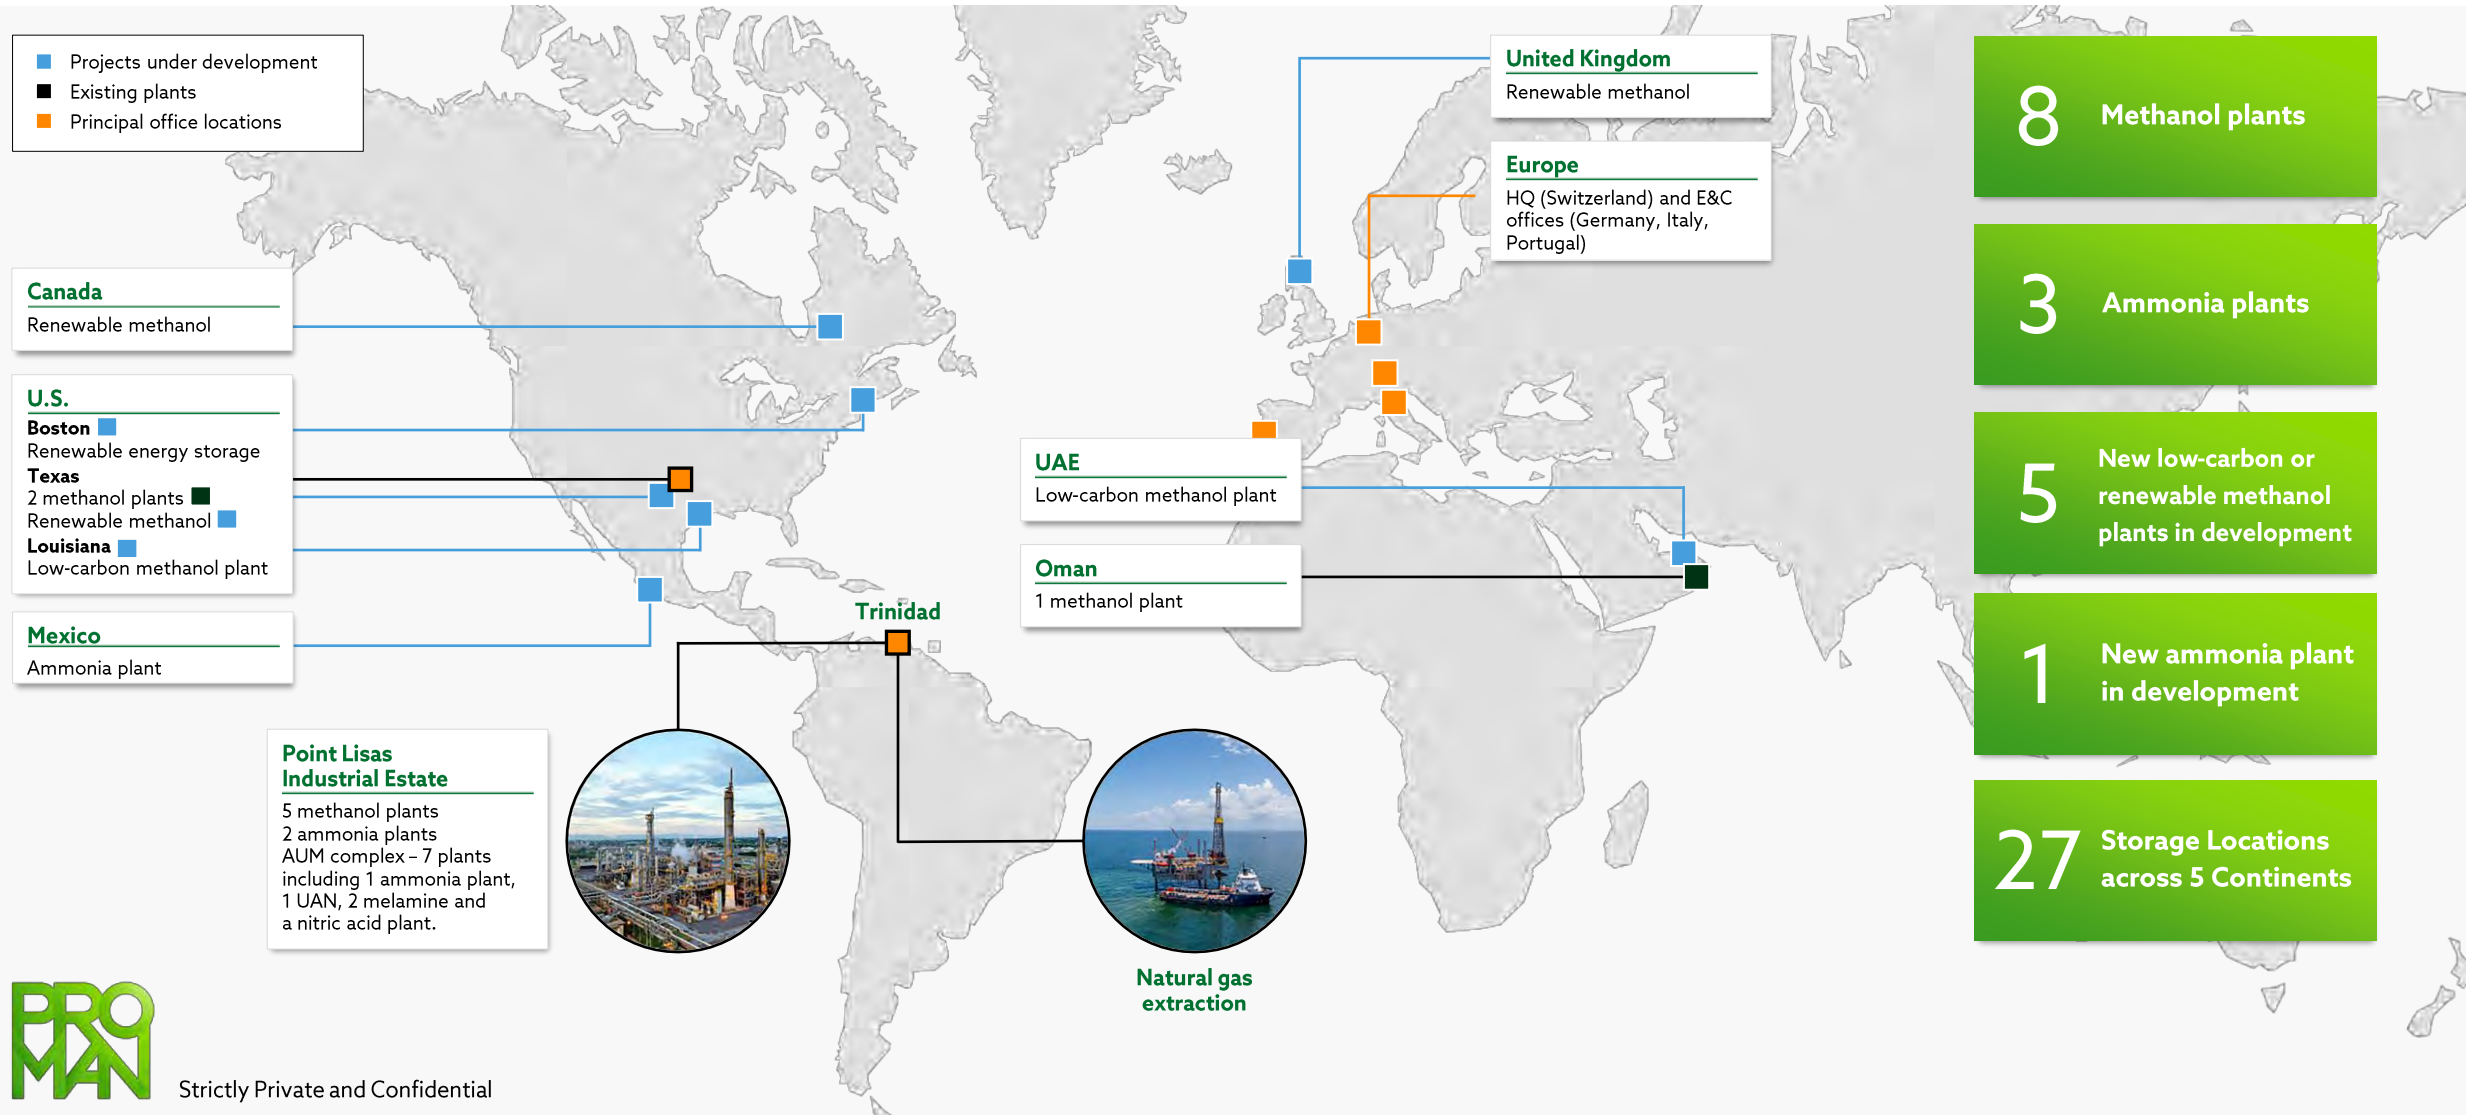 Projects under development
Existing plants
Principal office locations
United Kingdom
Renewable methanol
Europe
HQ (Switzerland) and E&C
offices (Germany, Italy,
Portugal)
Canada
Renewable methanol
U.S.
Boston
Renewable energy storage
Texas
2 methanol plants
Renewable methanol
Louisiana
Low-carbon methanol plant
Mexico
Ammonia plant
UAE
Low-carbon methanol plant
Oman
1 methanol plant
Trinidad
Point Lisas
Industrial Estate
5 methanol plants
2 ammonia plants
AUM complex – 7 plants
including 1 ammonia plant,
1 UAN, 2 melamine and
a nitric acid plant.
Natural gas
extraction
8 Methanol plants
3 Ammonia plants
5 New low-carbon or
renewable methanol
plants in development
1 New ammonia plant
in development
27 Storage Locations
across 5 Continents
PRO
MAN
Strictly Private and Confidential